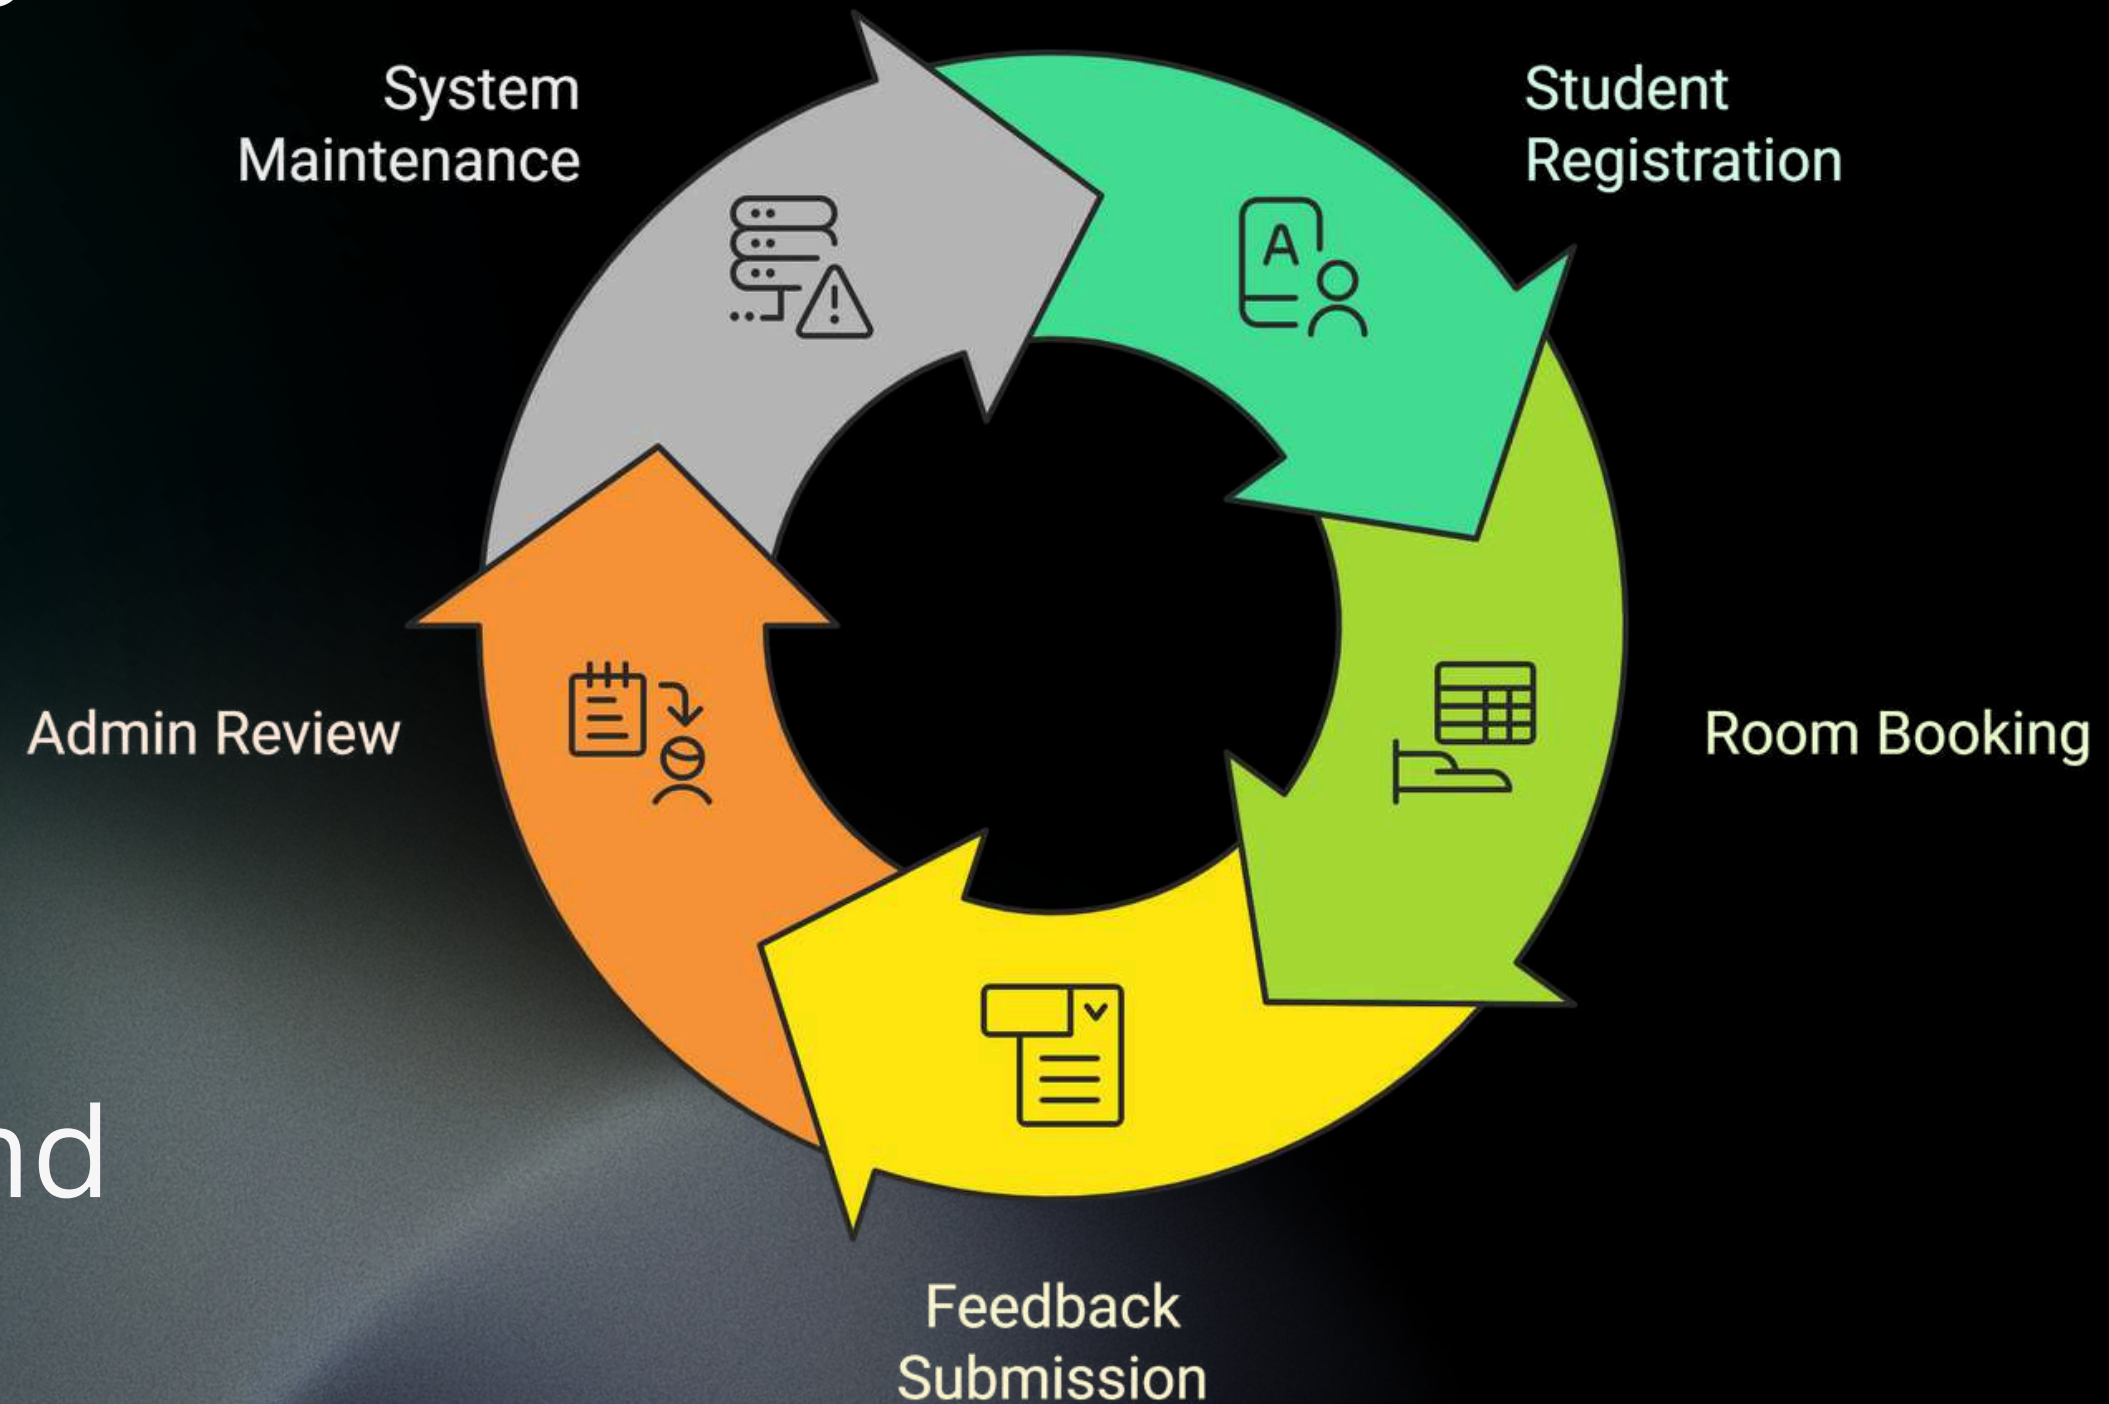 System
Maintenance
Student
Registration
A
Admin Review
Room Booking
nd
Feedback
Submission